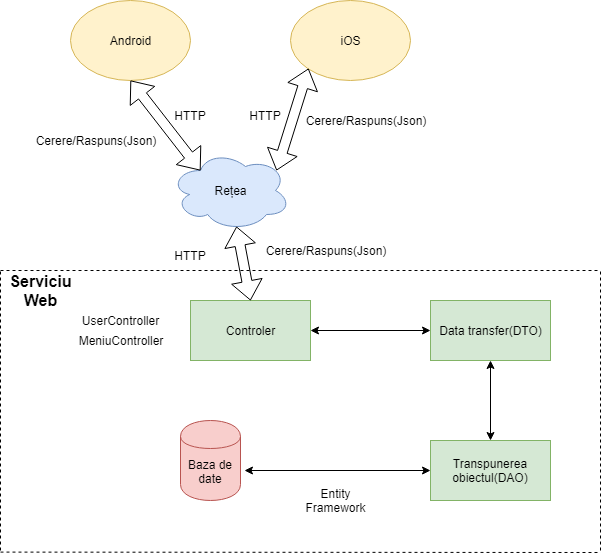 Android
iOS
HTTP
HTTP
Cerere/Raspuns(Json)
Cerere/Raspuns(Json)
Rețea
HTTP
Cerere/Raspuns(Json)
Serviciu
Web
UserController
MeniuController
Controler
Data transfer(DTO)
Baza de
date
Entity
Framework
Transpunerea
obiectul(DAO)